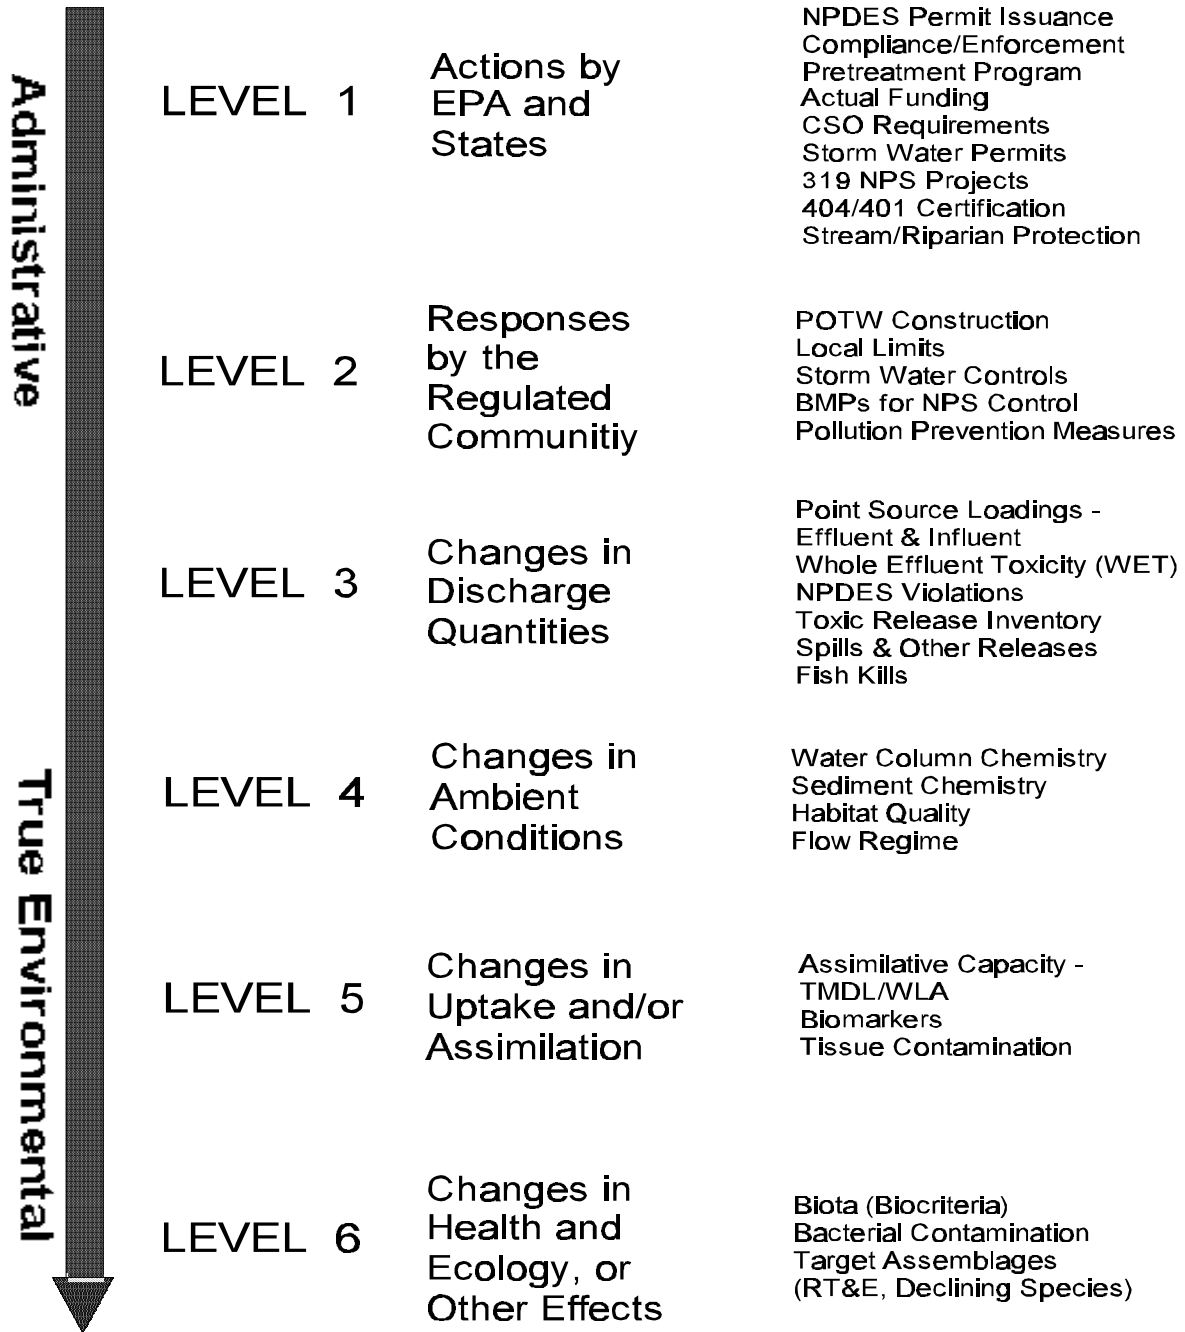 Administrative
True Environmental
LEVEL 1
Actions by
EPA and
States
NPDES Permit Issuance
Compliance/Enforcement
Pretreatment Program
Actual Funding
CSO Requirements
Storm Water Permits
319 NPS Projects
404/401 Certification
Stream/Riparian Protection
LEVEL 2
Responses
by the
Regulated
Communitiy
POTW Construction
Local Limits
Storm Water Controls
BMPs for NPS Control
Pollution Prevention Measures
LEVEL 3
Changes in
Discharge
Quantities
Point Source Loadings -
Effluent & Influent
Whole Effluent Toxicity (WET)
NPDES Violations
Toxic Release Inventory
Spills & Other Releases
Fish Kills
LEVEL 4
Changes in
Ambient
Conditions
Water Column Chemistry
Sediment Chemistry
Habitat Quality
Flow Regime
LEVEL 5
Changes in
Uptake and/or
Assimilation
Assimilative Capacity -
TMDL/WLA
Biomarkers
Tissue Contamination
LEVEL 6
Changes in
Health and
Ecology, or
Other Effects
Biota (Biocriteria)
Bacterial Contamination
Target Assemblages
(RT&E, Declining Species)